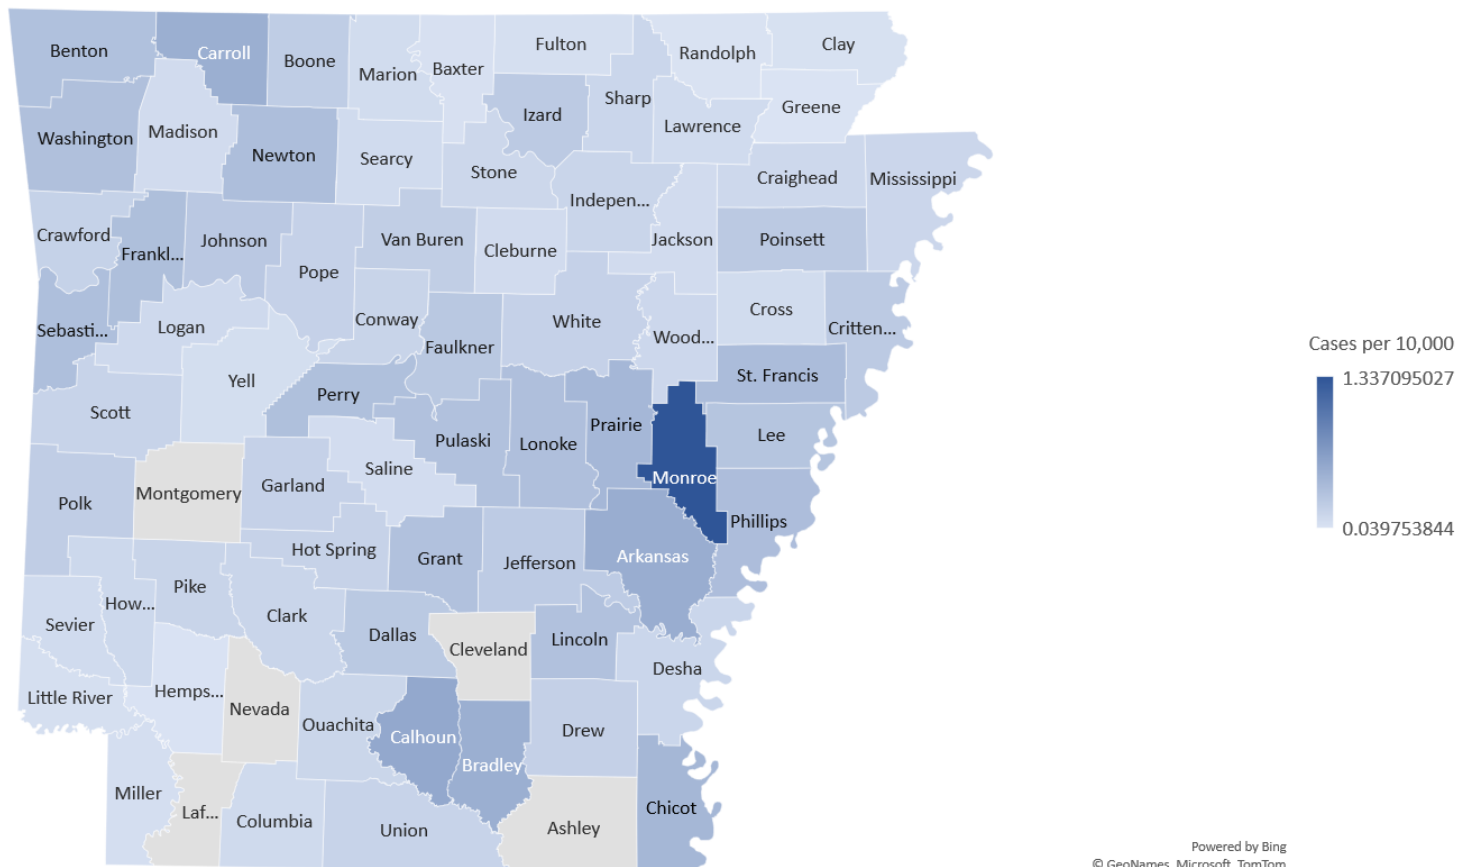 Benton
Carroll
Boone
Marion
Baxter
Fulton
Randolph
Clay
Washington
Madison
Newton
Searcy
Stone
Izard
Sharp
Lawrence
Greene
Independ...
Craighead
Mississippi
Crawford
Frankl...
Johnson
Pope
Van Buren
Cleburne
Jackson
Poinsett
Sebasti...
Logan
Conway
Faulkner
White
Wood...
Cross
Critten...
Yell
Perry
St. Francis
Scott
Pulaski
Lonoke
Prairie
Lee
Saline
Monroe
Polk
Montgomery
Garland
Phillips
Hot Spring
Grant
Jefferson
Arkansas
Pike
How...
Sevier
Clark
Dallas
Cleveland
Lincoln
Desha
Little River
Hemps...
Nevada
Ouachita
Calhoun
Bradley
Drew
Miller
Laf...
Columbia
Union
Ashley
Chicot
Cases per 10,000
1.337095027
0.039753844
Powered by Bing
© GeoNames, Microsoft, TomTom